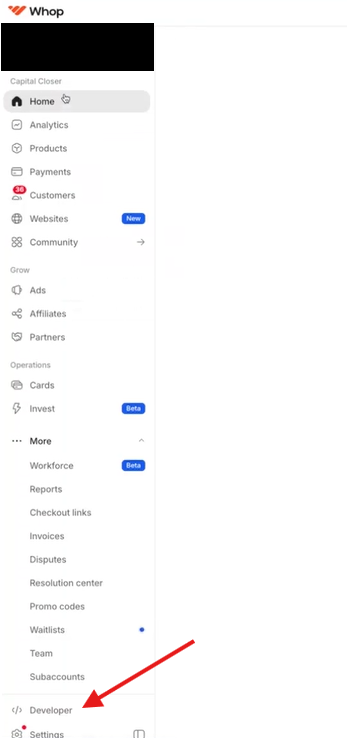 Whop
Capital Closer
Home
Analytics
Products
Payments
36
Customers
Websites New
Community
Grow
Ads
Affiliates
Partners
Operations
Cards
Invest Beta
More
Workforce Beta
Reports
Checkout links
Invoices
Disputes
Resolution center
Promo codes
Waitlists
Team
Subaccounts
Developer
Settings